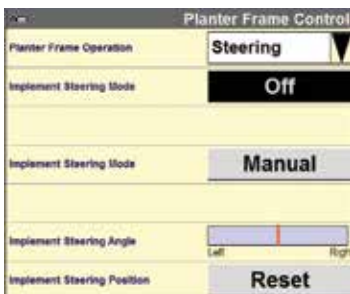 Planter Frame Control
Planter Frame Operation
Steering
Implement Steering Mode
Off
Implement Steering Mode
Manual
Implement Steering Angle
Left Right
Implement Steering Position
Reset